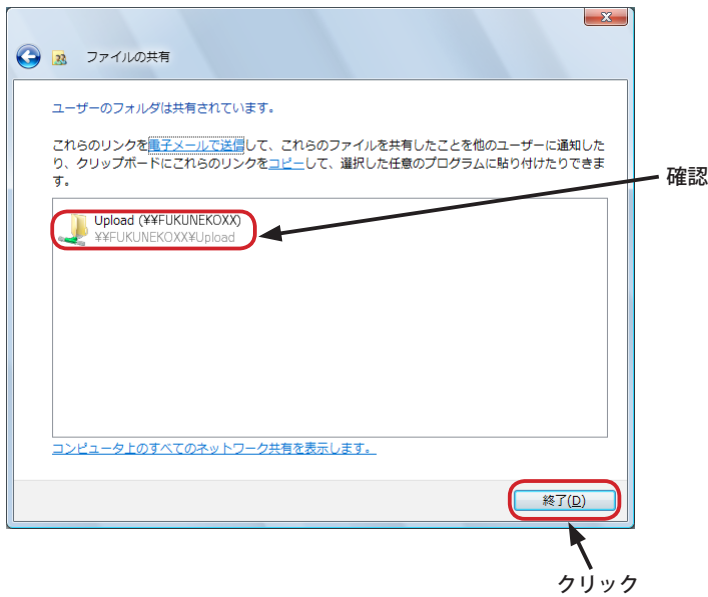 ファイルの共有
ユーザーのフォルダは共有されています。
これらのリンクを電子メールで送信して、これらのファイルを共有したことを他のユーザーに通知した
り、クリップボードにこれらのリンクをコピーして、選択した任意のプログラムに貼り付けたりできま
す。
確認
Upload (¥¥FUKUNEKOXX)
¥¥FUKUNEKOXX¥Upload
コンピュータ上のすべてのネットワーク共有を表示します。
終了(D)
クリック